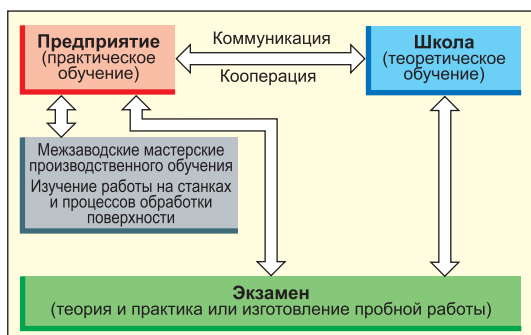 Предприятие
(практическое
обучение)
Коммуникация
Кооперация
Школа
(теоретическое
обучение)
Межзаводские мастерские
производственного обучения
Изучение работы на станках
и процессов обработки
поверхности
Экзамен
(теория и практика или изготовление пробной работы)